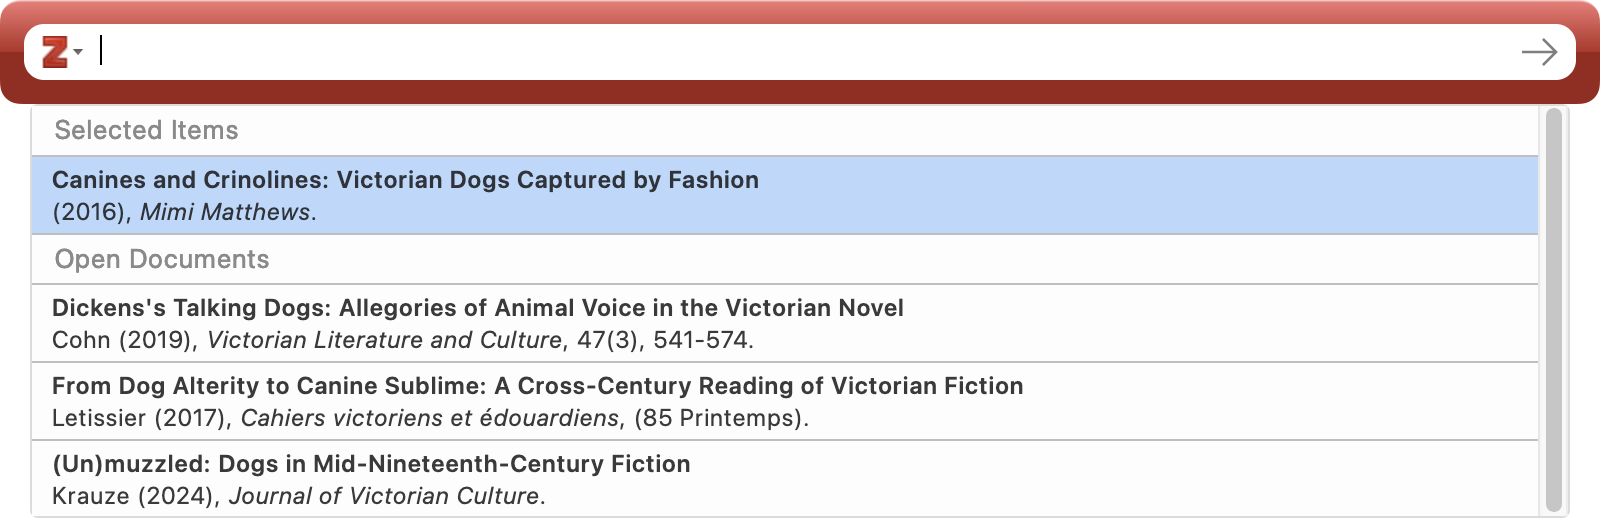 Z
Selected Items
Canines and Crinolines: Victorian Dogs Captured by Fashion
(2016), Mimi Matthews.
Open Documents
Dickens's Talking Dogs: Allegories of Animal Voice in the Victorian Novel
Cohn (2019), Victorian Literature and Culture, 47(3), 541-574.
From Dog Alterity to Canine Sublime: A Cross-Century Reading of Victorian Fiction
Letissier (2017), Cahiers victoriens et édouardiens, (85 Printemps).
(Un)muzzled: Dogs in Mid-Nineteenth-Century Fiction
Krauze (2024), Journal of Victorian Culture.